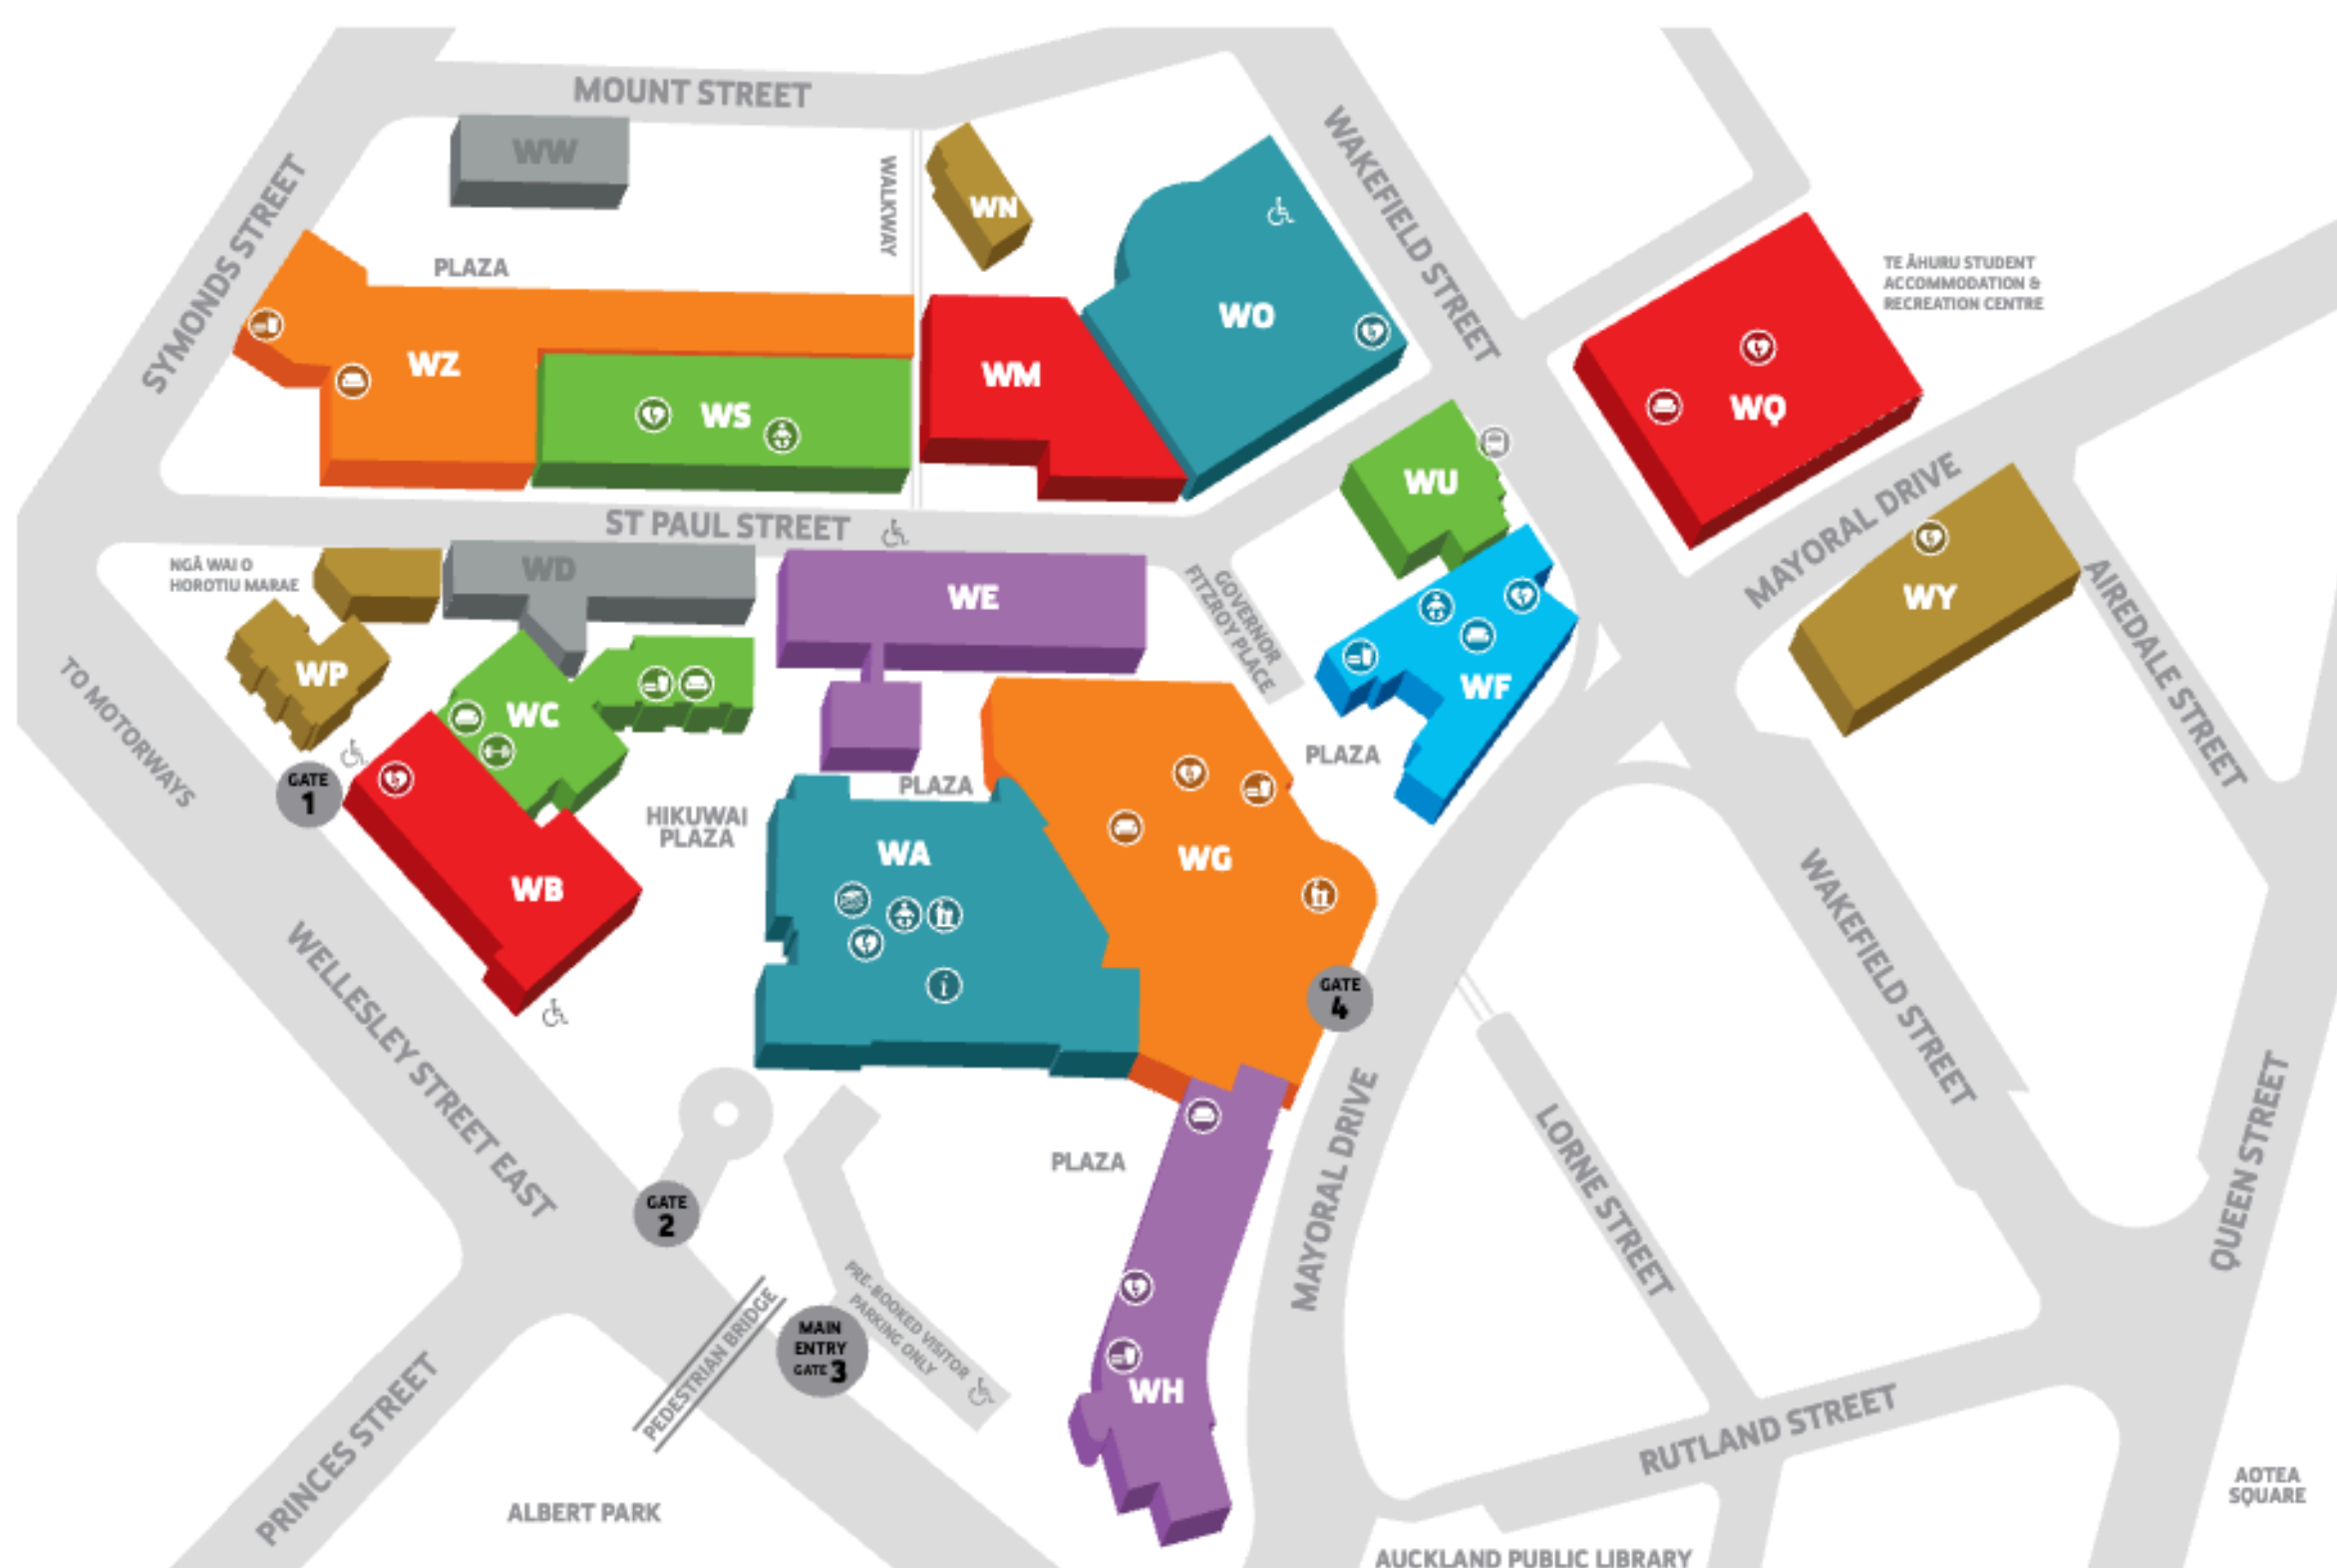 MOUNT STREET
WW
WALKWAY
WN
WAKEFIELD STREET
SYMONDS STREET
PLAZA
WO
TE ĀHURU STUDENT
ACCOMMODATION &
RECREATION CENTRE
WZ
WS
WM
WQ
WU
MAYORAL DRIVE
ST PAUL STREET
NGĀ WAI O
HOROTIU MARAE
WD
WE
GOVERNOR
FITZROY PLACE
WY
AIREDALE STREET
WP
WC
WF
TO MOTORWAYS
GATE
1
PLAZA
PLAZA
HIKUWAI
PLAZA
WA
WG
WB
WAKEFIELD STREET
WELLESLEY STREET EAST
GATE
4
MAYORAL DRIVE
LORNE STREET
QUEEN STREET
PLAZA
GATE
2
PEDESTRIAN BRIDGE
MAIN
ENTRY
GATE 3
PRE-BOOKED VISITOR
PARKING ONLY
WH
PRINCES STREET
RUTLAND STREET
ALBERT PARK
AOTEA
SQUARE
AUCKLAND PUBLIC LIBRARY